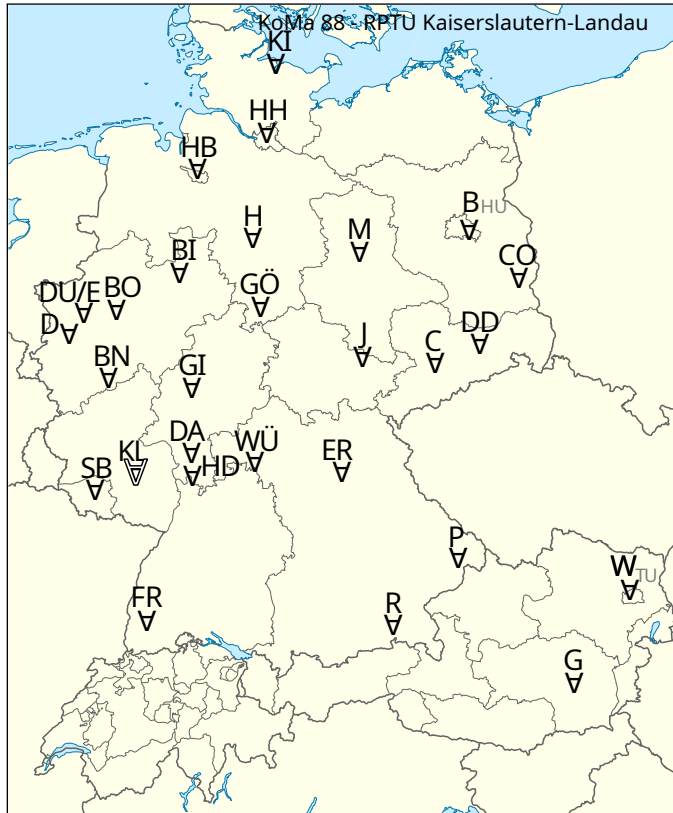 KoMa 88 - RPTU Kaiserslautern-Landau
KI
HH
HB
B HU
H
M
BI
CO
DU/E
BO
GÖ
D
J
C
DD
BN
GI
DA
WÜ
ER
KL
HD
SB
P
W TU
FR
R
G